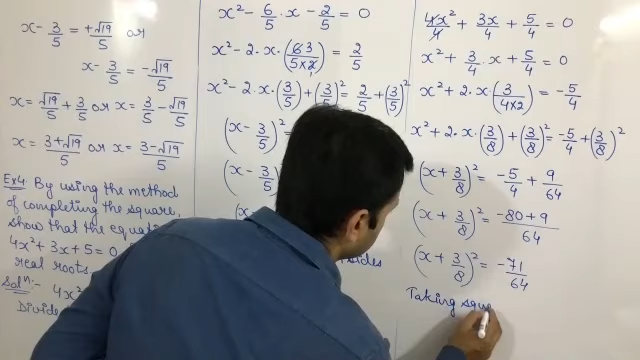 x - 3/5 = +√19/5 or
x - 3/5 = -√19/5
x = √19/5 + 3/5 or x = 3/5 - √19/5
x = (3+√19)/5 or x = (3-√19)/5
Ex4 By using the method
of completing the square,
show that the equati
4x² + 3x + 5 = 0
real roots
Solⁿ:- 4x²
Divid
x² - 6/5 · x - 2/5 = 0
x² - 2 · x · (6 3/(5×2)) = 2/5
x² - 2 · x · (3/5) + (3/5)² = 2/5 + (3/5)²
(x - 3/5)² =
(x - 3/5
(x
sides
4x²/4 + 3x/4 + 5/4 = 0
x² + 3/4 · x + 5/4 = 0
x² + 2 · x (3/(4×2)) = -5/4
x² + 2 · x · (3/8) + (3/8)² = -5/4 + (3/8)²
(x + 3/8)² = -5/4 + 9/64
(x + 3/8)² = (-80+9)/64
(x + 3/8)² = -71/64
Taking squ